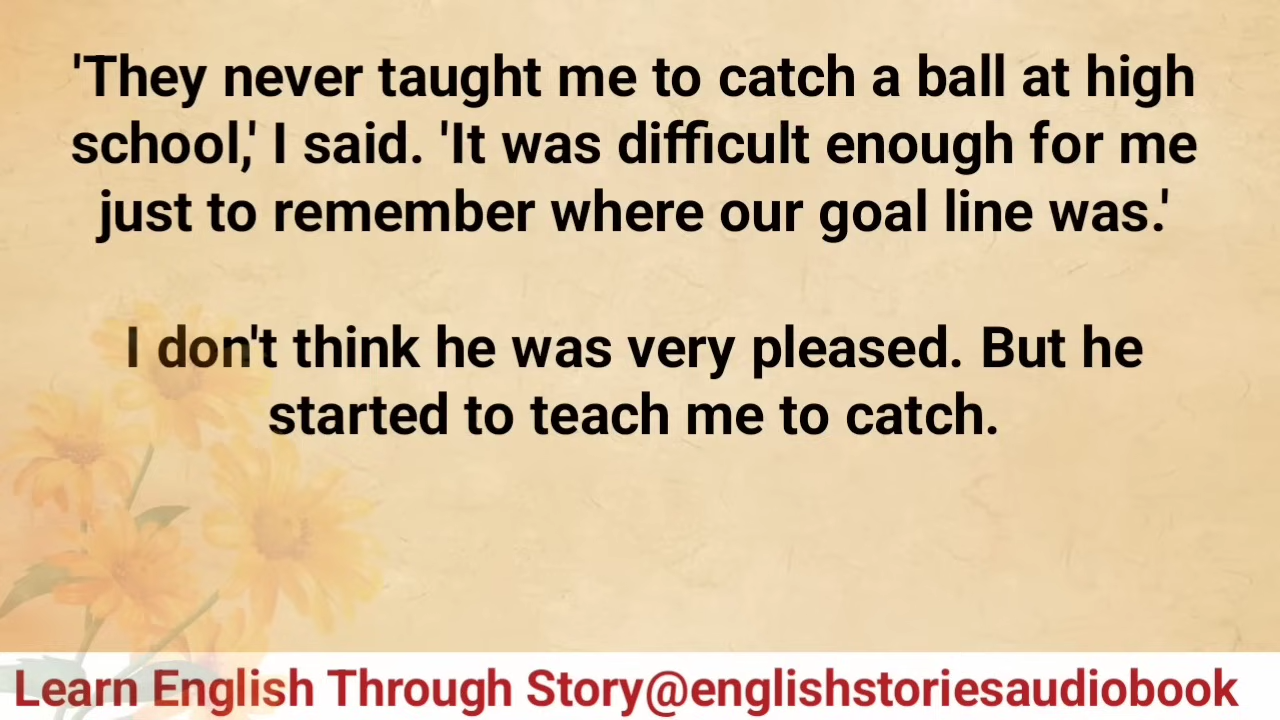 'They never taught me to catch a ball at high
school,' I said. 'It was difficult enough for me
just to remember where our goal line was.'
I don't think he was very pleased. But he
started to teach me to catch.
Learn English Through Story@englishstoriesaudiobook